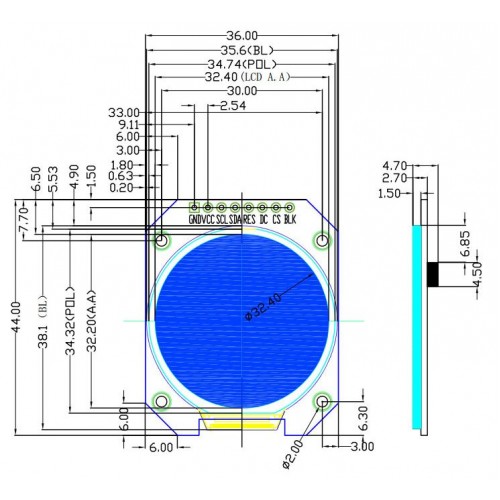 36.00
35.6(BL)
34.74(POL)
32.40(LCD A.A)
30.00
33.00
2.54
9.11
6.00
3.00
1.80
0.63
0.20
6.50
5.53
4.90
1.50
7.70
GND VCC SCL SDA RES DC CS BLK
44.00
38.1 (BL)
34.32(POL)
32.20(A.A)
ø32.40
6.00
6.00
ø2.00
6.30
3.00
4.70
2.70
1.50
6.85
4.50